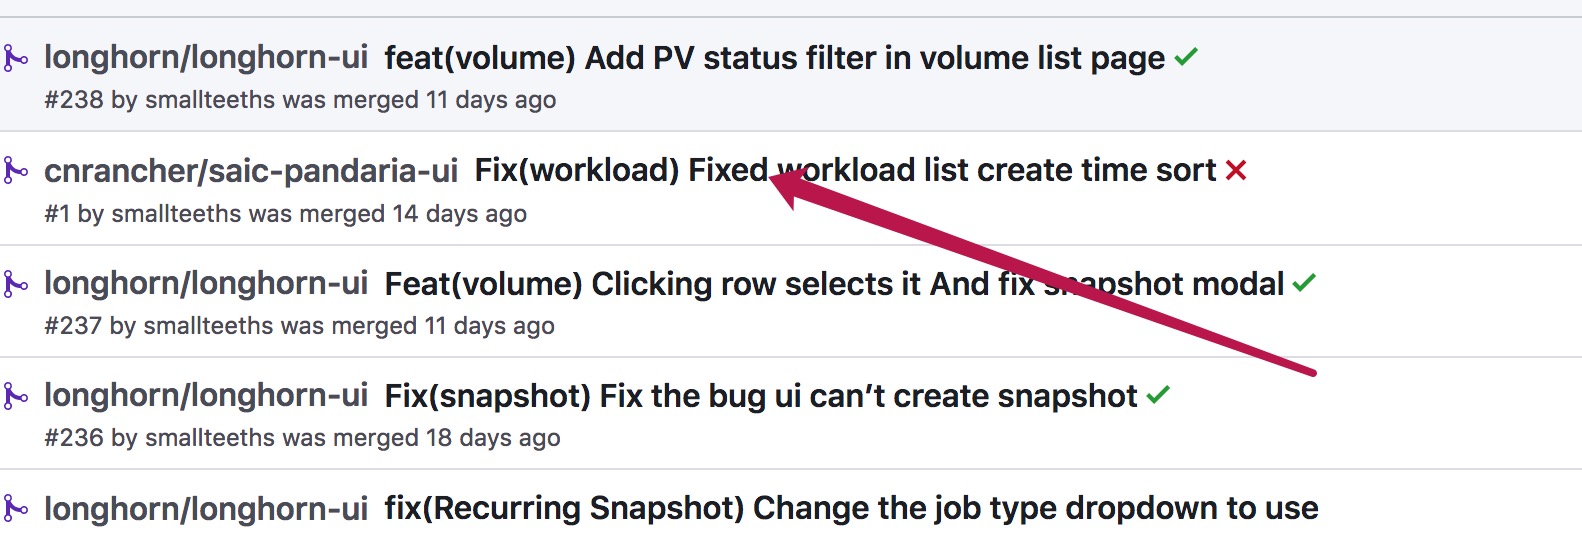 longhorn/longhorn-ui feat(volume) Add PV status filter in volume list page
#238 by smallteeths was merged 11 days ago
cnrancher/saic-pandaria-ui Fix(workload) Fixed workload list create time sort
#1 by smallteeths was merged 14 days ago
longhorn/longhorn-ui Feat(volume) Clicking row selects it And fix snapshot modal
#237 by smallteeths was merged 11 days ago
longhorn/longhorn-ui Fix(snapshot) Fix the bug ui can’t create snapshot
#236 by smallteeths was merged 18 days ago
longhorn/longhorn-ui fix(Recurring Snapshot) Change the job type dropdown to use